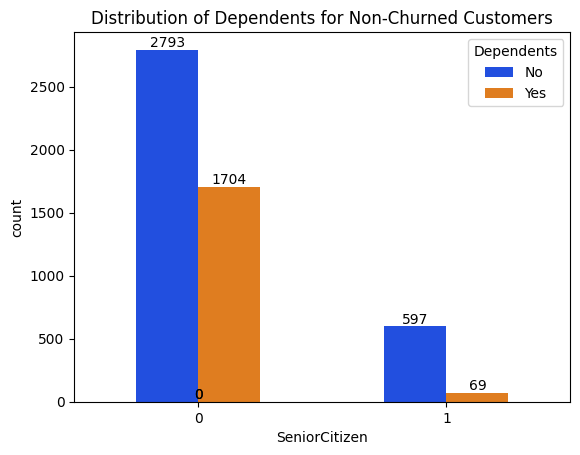 Distribution of Dependents for Non-Churned Customers
2793
Dependents
No
Yes
2500
2000
1704
1500
count
1000
597
500
69
0
0
0
1
SeniorCitizen